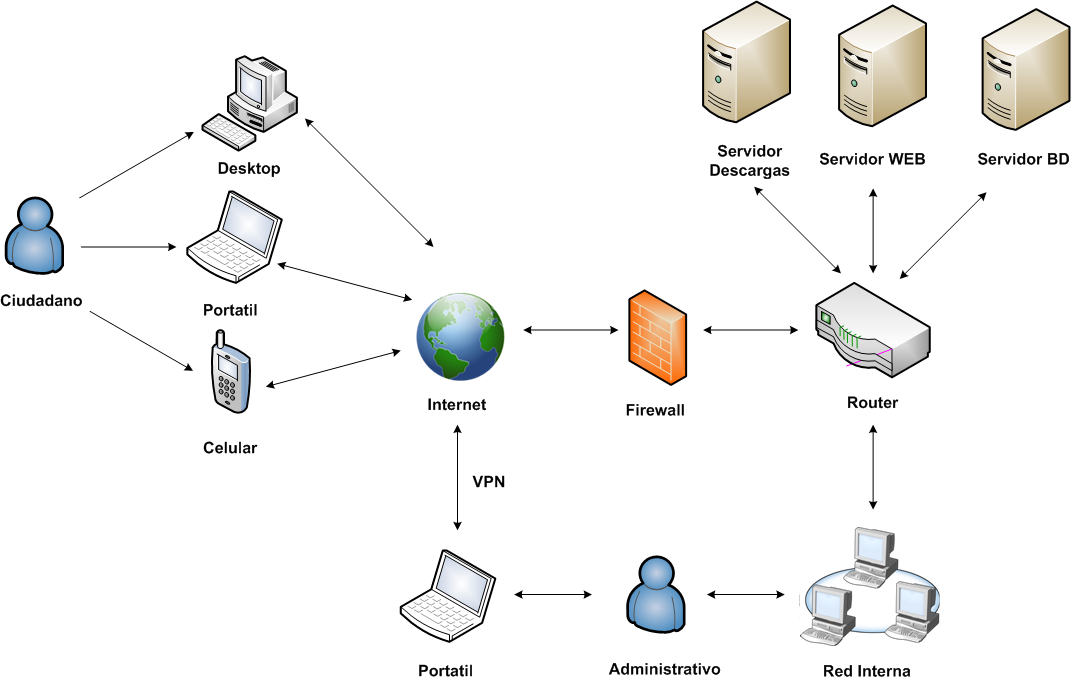 Servidor
Descargas
Servidor WEB
Servidor BD
Desktop
Ciudadano
Portatil
Internet
Firewall
Router
Celular
VPN
Portatil
Administrativo
Red Interna